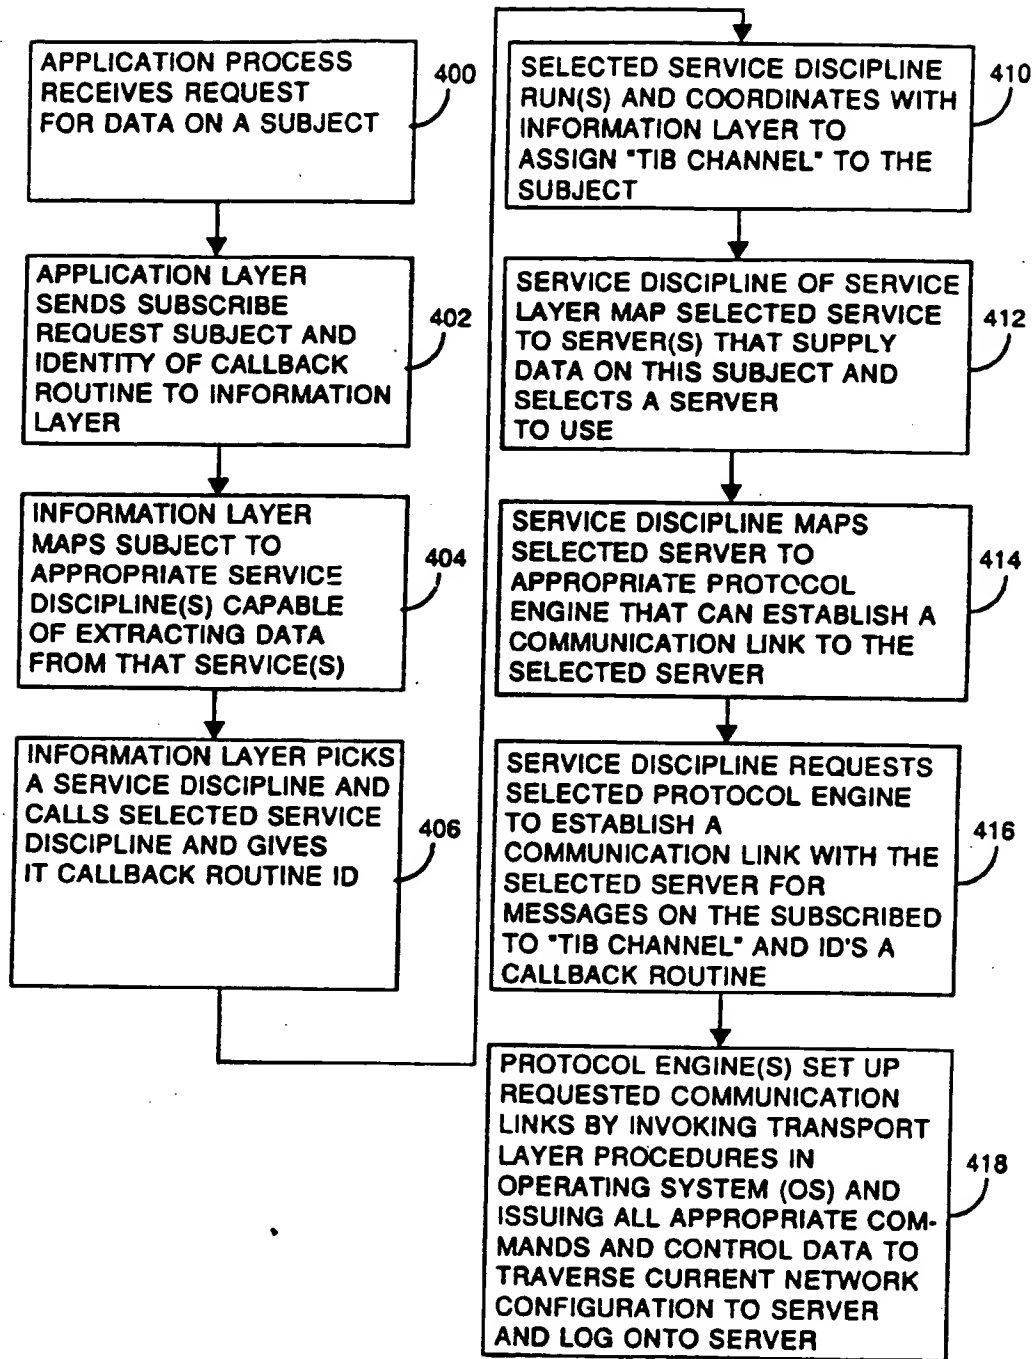 APPLICATION PROCESS
RECEIVES REQUEST
FOR DATA ON A SUBJECT
400
APPLICATION LAYER
SENDS SUBSCRIBE
REQUEST SUBJECT AND
IDENTITY OF CALLBACK
ROUTINE TO INFORMATION
LAYER
402
INFORMATION LAYER
MAPS SUBJECT TO
APPROPRIATE SERVICE
DISCIPLINE(S) CAPABLE
OF EXTRACTING DATA
FROM THAT SERVICE(S)
404
INFORMATION LAYER PICKS
A SERVICE DISCIPLINE AND
CALLS SELECTED SERVICE
DISCIPLINE AND GIVES
IT CALLBACK ROUTINE ID
406
SELECTED SERVICE DISCIPLINE
RUN(S) AND COORDINATES WITH
INFORMATION LAYER TO
ASSIGN "TIB CHANNEL" TO THE
SUBJECT
410
SERVICE DISCIPLINE OF SERVICE
LAYER MAP SELECTED SERVICE
TO SERVER(S) THAT SUPPLY
DATA ON THIS SUBJECT AND
SELECTS A SERVER
TO USE
412
SERVICE DISCIPLINE MAPS
SELECTED SERVER TO
APPROPRIATE PROTOCOL
ENGINE THAT CAN ESTABLISH A
COMMUNICATION LINK TO THE
SELECTED SERVER
414
SERVICE DISCIPLINE REQUESTS
SELECTED PROTOCOL ENGINE
TO ESTABLISH A
COMMUNICATION LINK WITH THE
SELECTED SERVER FOR
MESSAGES ON THE SUBSCRIBED
TO "TIB CHANNEL" AND ID'S A
CALLBACK ROUTINE
416
PROTOCOL ENGINE(S) SET UP
REQUESTED COMMUNICATION
LINKS BY INVOKING TRANSPORT
LAYER PROCEDURES IN
OPERATING SYSTEM (OS) AND
ISSUING ALL APPROPRIATE COM-
MANDS AND CONTROL DATA TO
TRAVERSE CURRENT NETWORK
CONFIGURATION TO SERVER
AND LOG ONTO SERVER
418